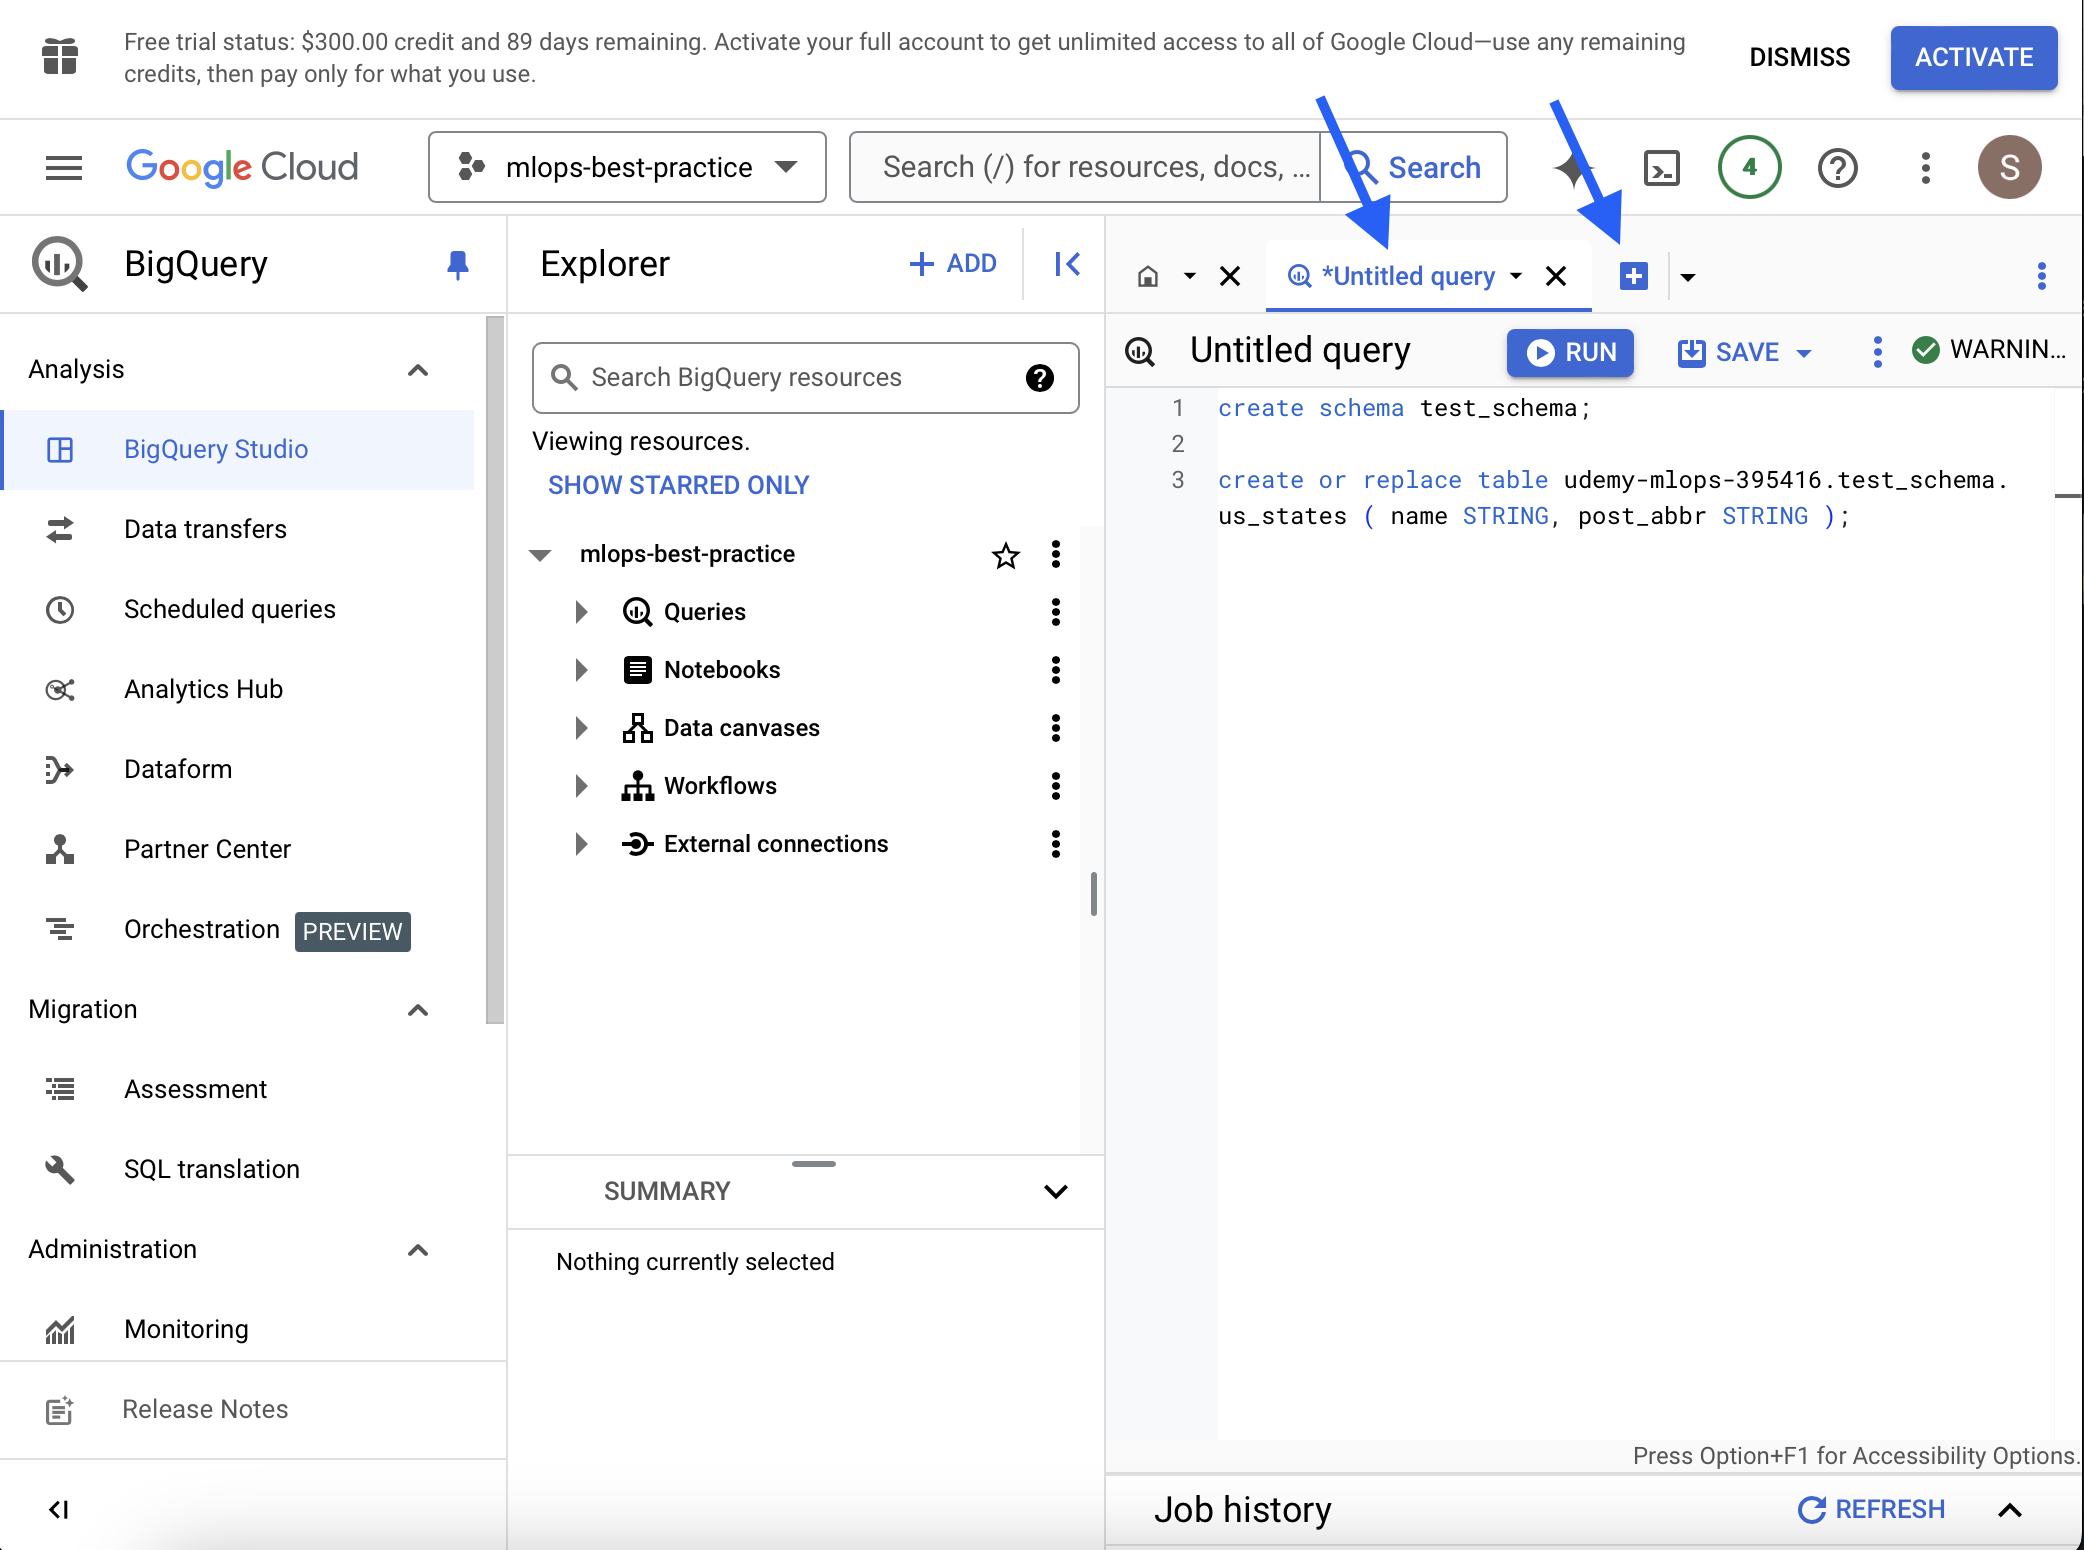 Free trial status: $300.00 credit and 89 days remaining. Activate your full account to get unlimited access to all of Google Cloud—use any remaining
credits, then pay only for what you use.
DISMISS
ACTIVATE
Google Cloud
mlops-best-practice
Search (/) for resources, docs, ...
Search
4
S
BigQuery
Analysis
BigQuery Studio
Data transfers
Scheduled queries
Analytics Hub
Dataform
Partner Center
Orchestration PREVIEW
Migration
Assessment
SQL translation
Administration
Monitoring
Release Notes
Explorer
+ ADD
Search BigQuery resources
Viewing resources.
SHOW STARRED ONLY
mlops-best-practice
Queries
Notebooks
Data canvases
Workflows
External connections
SUMMARY
Nothing currently selected
*Untitled query
Untitled query
RUN
SAVE
WARNIN...
1 create schema test_schema;
2
3 create or replace table udemy-mlops-395416.test_schema.
us_states ( name STRING, post_abbr STRING );
Press Option+F1 for Accessibility Options.
Job history
REFRESH